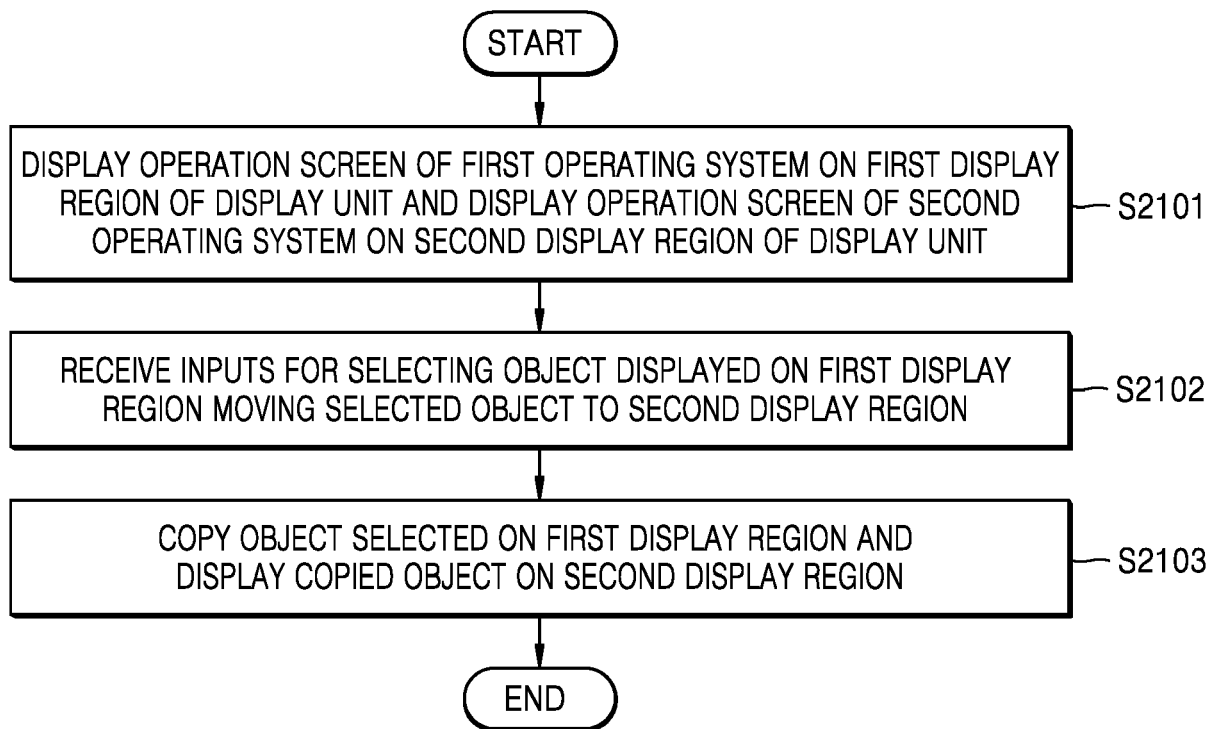 START
DISPLAY OPERATION SCREEN OF FIRST OPERATING SYSTEM ON FIRST DISPLAY
REGION OF DISPLAY UNIT AND DISPLAY OPERATION SCREEN OF SECOND
OPERATING SYSTEM ON SECOND DISPLAY REGION OF DISPLAY UNIT
S2101
RECEIVE INPUTS FOR SELECTING OBJECT DISPLAYED ON FIRST DISPLAY
REGION MOVING SELECTED OBJECT TO SECOND DISPLAY REGION
S2102
COPY OBJECT SELECTED ON FIRST DISPLAY REGION AND
DISPLAY COPIED OBJECT ON SECOND DISPLAY REGION
S2103
END